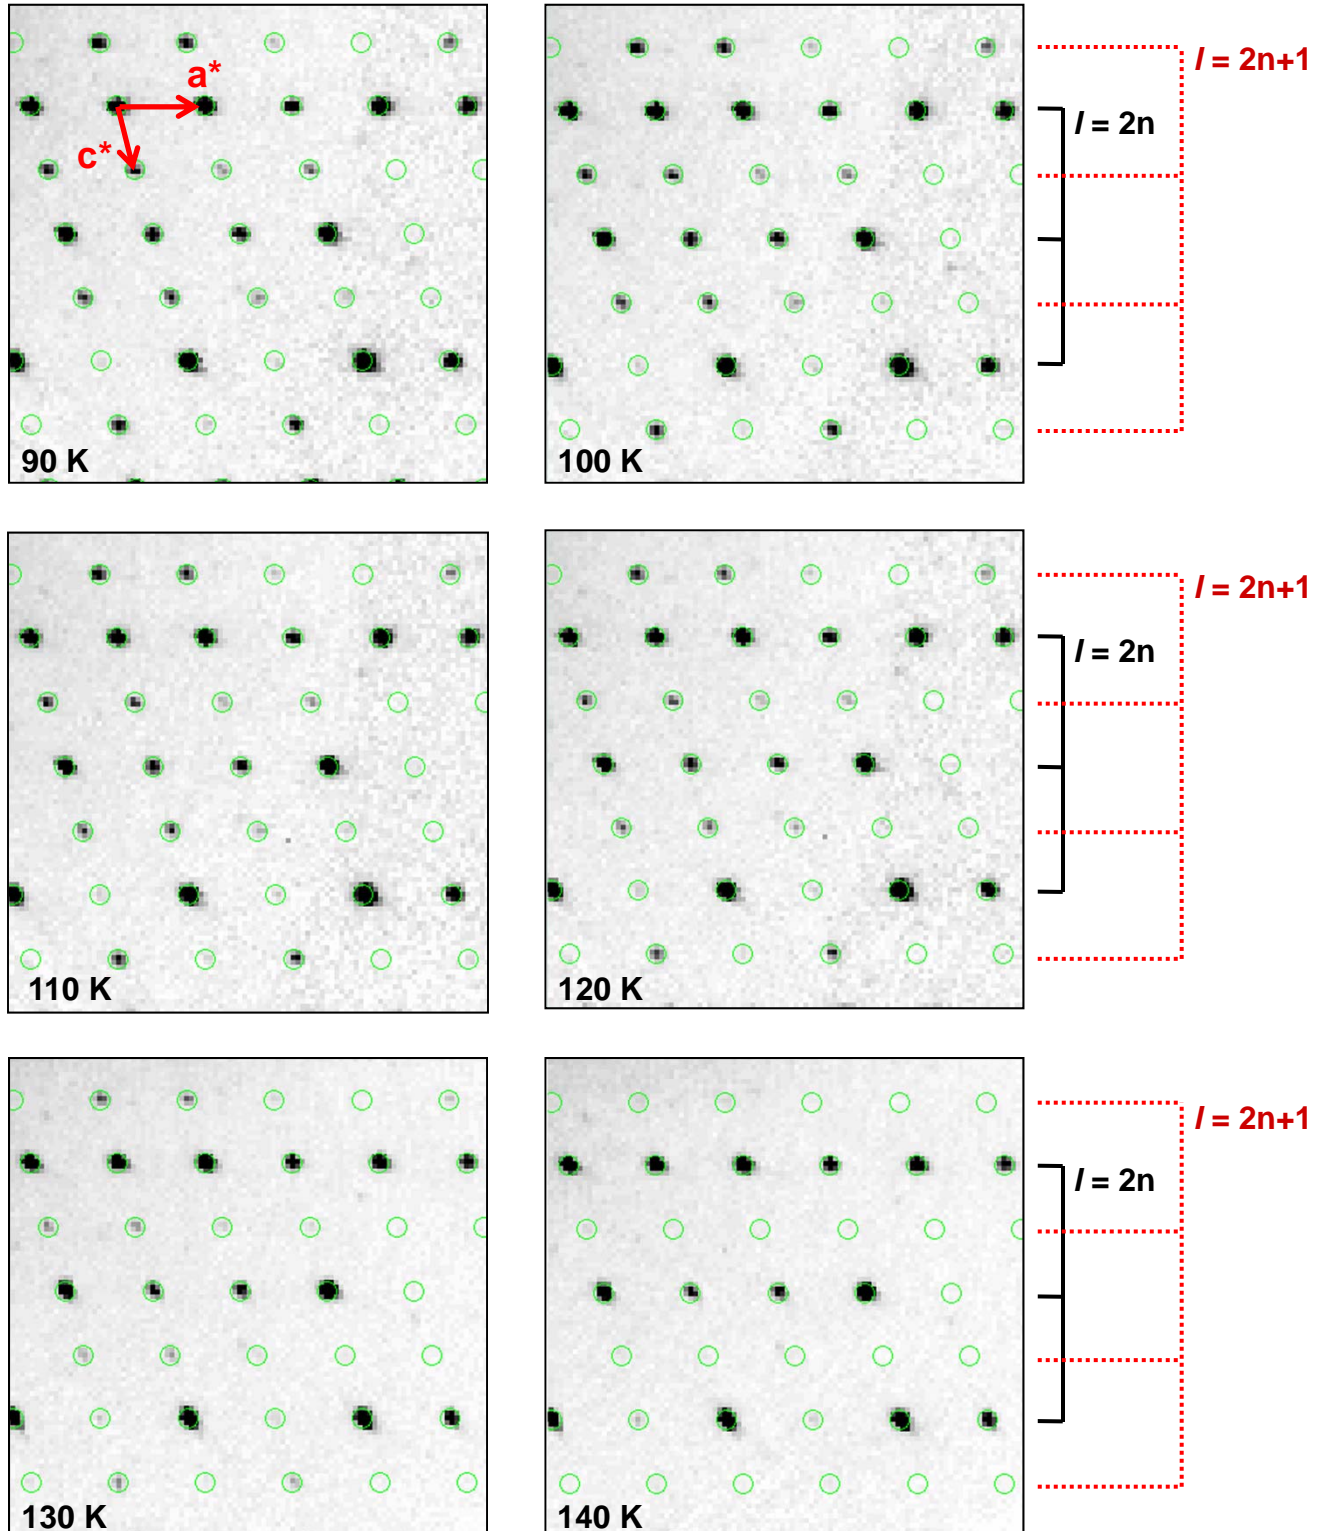 a*
c*
90 K
100 K
l = 2n+1
l = 2n
110 K
120 K
l = 2n+1
l = 2n
130 K
140 K
l = 2n+1
l = 2n